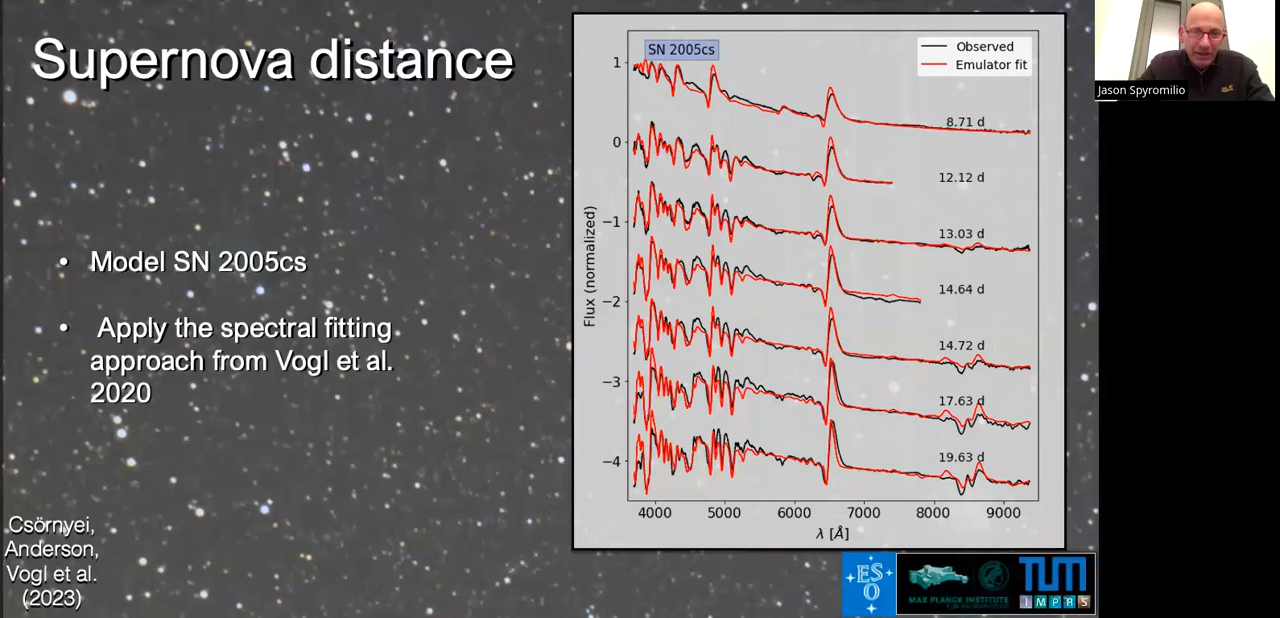 Supernova distance
• Model SN 2005cs
• Apply the spectral fitting
approach from Vogl et al.
2020
Csörnyei,
Anderson,
Vogl et al.
(2023)
SN 2005cs
Observed
Emulator fit
8.71 d
12.12 d
13.03 d
14.64 d
14.72 d
17.63 d
19.63 d
Flux (normalized)
1
0
−1
−2
−3
−4
4000 5000 6000 7000 8000 9000
λ [Å]
ES
O
MAX PLANCK INSTITUTE
FOR ASTROPHYSICS
TUM
IMPRS
Jason Spyromilio